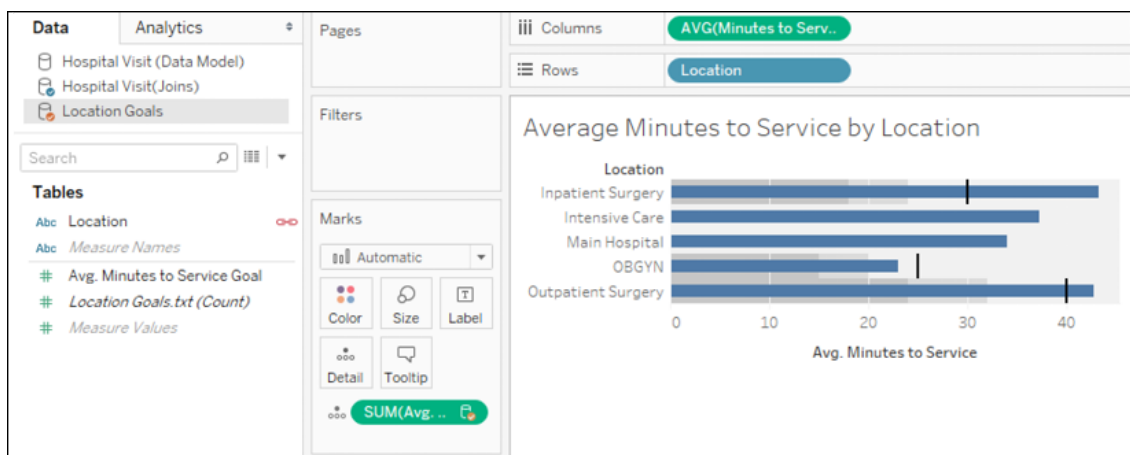 Data
Analytics
Hospital Visit (Data Model)
Hospital Visit(Joins)
Location Goals
Search
Tables
Abc Location
Abc Measure Names
# Avg. Minutes to Service Goal
# Location Goals.txt (Count)
# Measure Values
Pages
Filters
Marks
Automatic
Color Size Label
Detail Tooltip
SUM(Avg. ..
Columns
AVG(Minutes to Serv..
Rows
Location
Average Minutes to Service by Location
Location
Inpatient Surgery
Intensive Care
Main Hospital
OBGYN
Outpatient Surgery
0 10 20 30 40
Avg. Minutes to Service